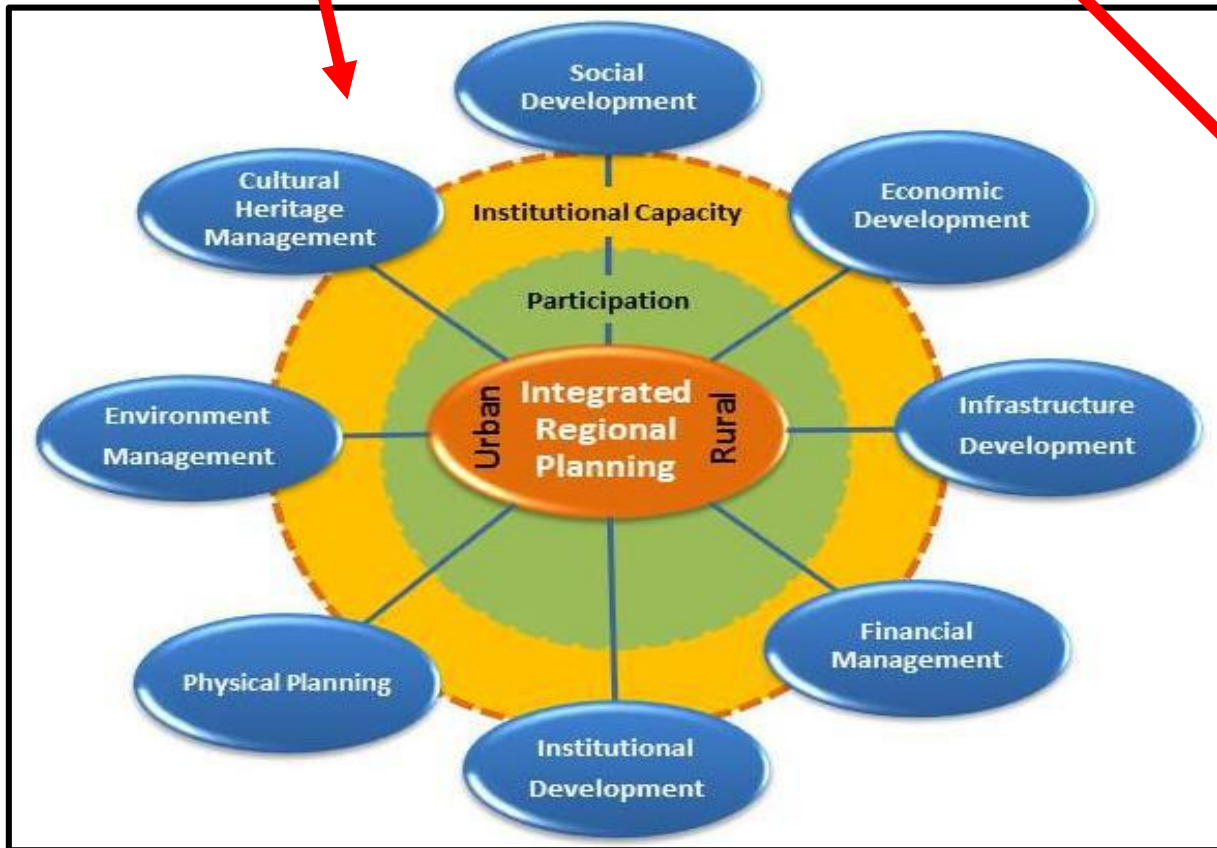 Social
Development
Cultural
Heritage
Management
Economic
Development
Institutional Capacity
Participation
Urban
Integrated
Regional
Planning
Rural
Environment
Management
Infrastructure
Development
Physical Planning
Financial
Management
Institutional
Development